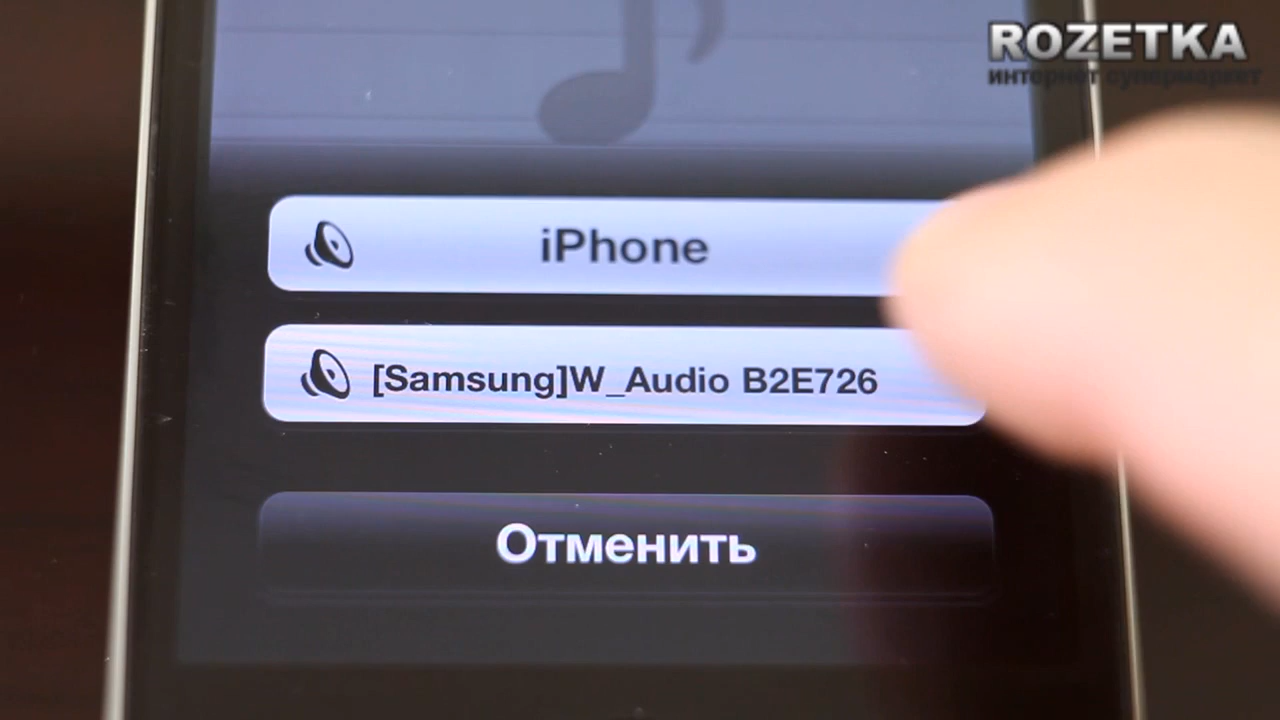 ROZETKA
интернет супермаркет
iPhone
[Samsung]W_Audio B2E726
Отменить